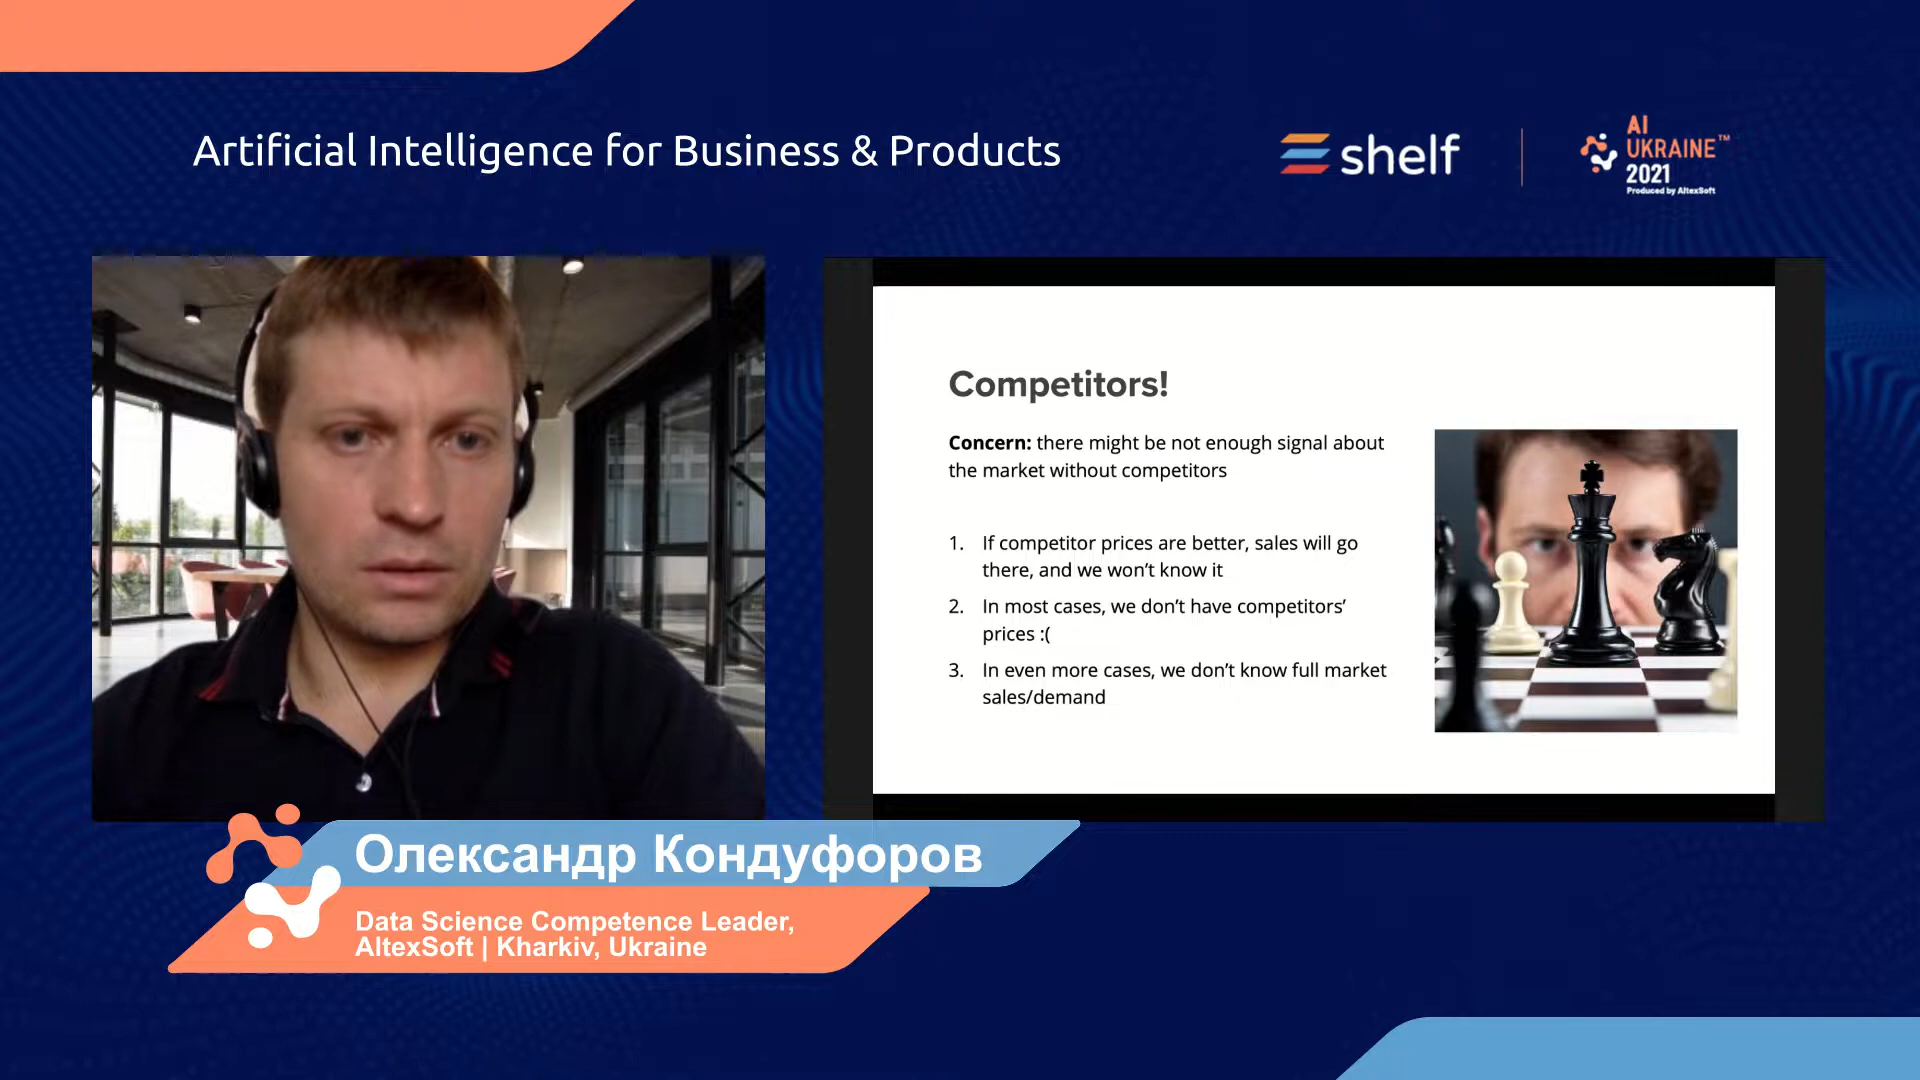 Artificial Intelligence for Business & Products
shelf
AI
UKRAINE™
2021
Produced by AltexSoft
Competitors!
Concern: there might be not enough signal about
the market without competitors
1. If competitor prices are better, sales will go
there, and we won’t know it
2. In most cases, we don’t have competitors’
prices :(
3. In even more cases, we don’t know full market
sales/demand
Олександр Кондуфоров
Data Science Competence Leader,
AltexSoft | Kharkiv, Ukraine